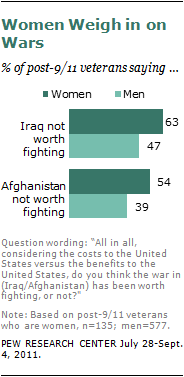 Women Weigh in on
Wars
% of post-9/11 veterans saying ...
Women Men
Iraq not
worth
fighting
63
47
Afghanistan
not worth
fighting
54
39
Question wording: "All in all,
considering the costs to the United
States versus the benefits to the
United States, do you think the war in
(Iraq/Afghanistan) has been worth
fighting, or not?"
Note: Based on post-9/11 veterans
who are women, n=135; men=577.
PEW RESEARCH CENTER July 28-Sept.
4, 2011.